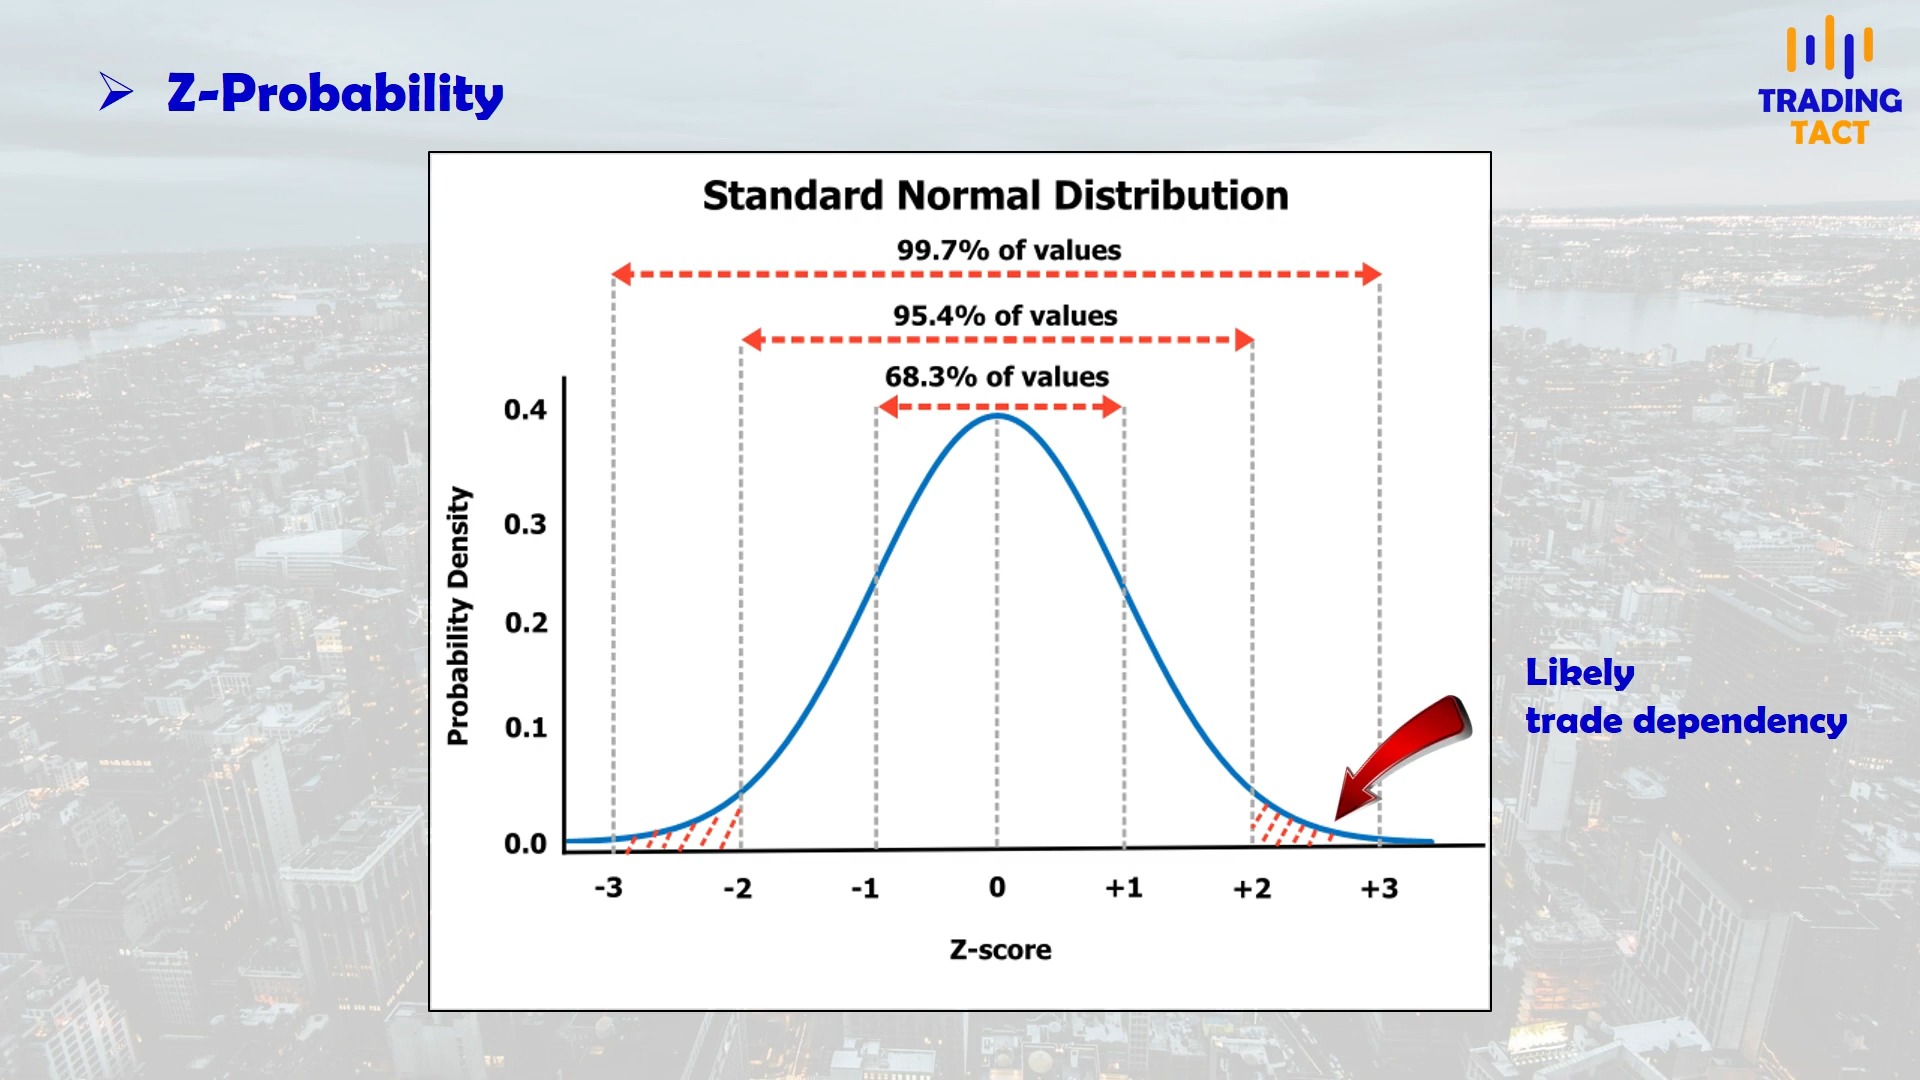 Z-Probability
TRADING
TACT
Standard Normal Distribution
99.7% of values
95.4% of values
68.3% of values
0.4
0.3
0.2
0.1
0.0
Probability Density
-3 -2 -1 0 +1 +2 +3
Z-score
Likely
trade dependency